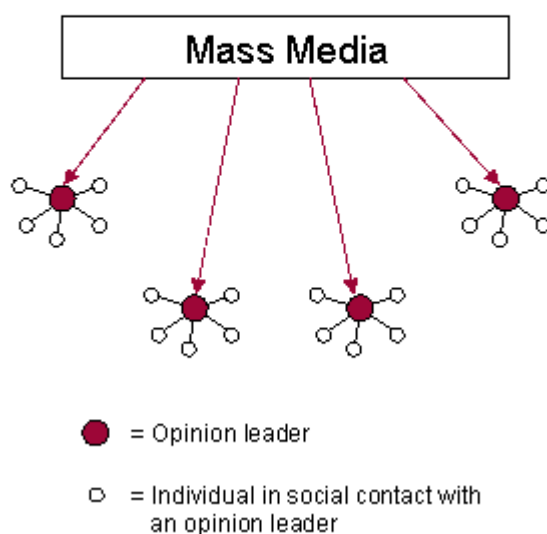 Mass Media
= Opinion leader
= Individual in social contact with
an opinion leader